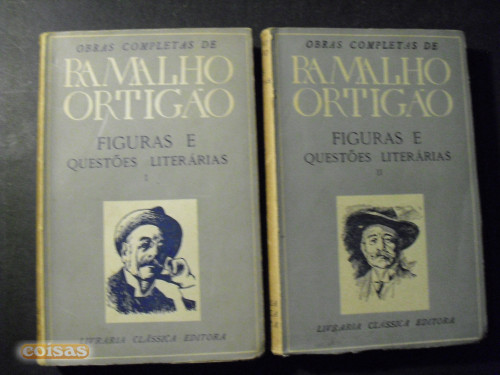 OBRAS COMPLETAS DE
RAMALHO
ORTIGÃO
FIGURAS E
QUESTÕES LITERÁRIAS
I
LIVRARIA CLÁSSICA EDITORA
OBRAS COMPLETAS DE
RAMALHO
ORTIGÃO
FIGURAS E
QUESTÕES LITERÁRIAS
II
LIVRARIA CLÁSSICA EDITORA
coisas